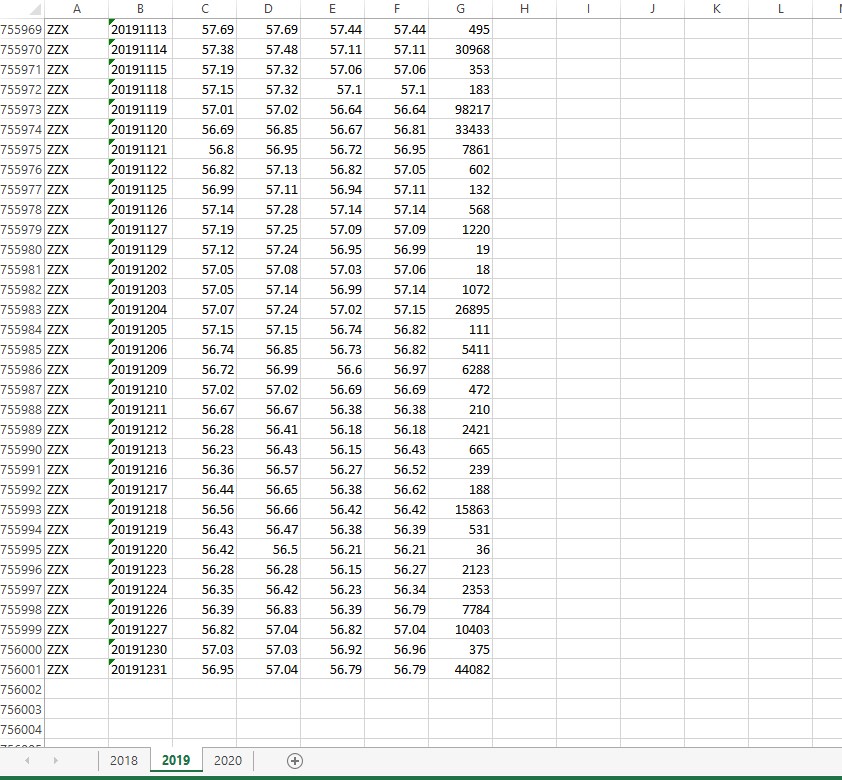 A B C D E F G H I J K L
755969 ZZX 20191113 57.69 57.69 57.44 57.44 495
755970 ZZX 20191114 57.38 57.48 57.11 57.11 30968
755971 ZZX 20191115 57.19 57.32 57.06 57.06 353
755972 ZZX 20191118 57.15 57.32 57.1 57.1 183
755973 ZZX 20191119 57.01 57.02 56.64 56.64 98217
755974 ZZX 20191120 56.69 56.85 56.67 56.81 33433
755975 ZZX 20191121 56.8 56.95 56.72 56.95 7861
755976 ZZX 20191122 56.82 57.13 56.82 57.05 602
755977 ZZX 20191125 56.99 57.11 56.94 57.11 132
755978 ZZX 20191126 57.14 57.28 57.14 57.14 568
755979 ZZX 20191127 57.19 57.25 57.09 57.09 1220
755980 ZZX 20191129 57.12 57.24 56.95 56.99 19
755981 ZZX 20191202 57.05 57.08 57.03 57.06 18
755982 ZZX 20191203 57.05 57.14 56.99 57.14 1072
755983 ZZX 20191204 57.07 57.24 57.02 57.15 26895
755984 ZZX 20191205 57.15 57.15 56.74 56.82 111
755985 ZZX 20191206 56.74 56.85 56.73 56.82 5411
755986 ZZX 20191209 56.72 56.99 56.6 56.97 6288
755987 ZZX 20191210 57.02 57.02 56.69 56.69 472
755988 ZZX 20191211 56.67 56.67 56.38 56.38 210
755989 ZZX 20191212 56.28 56.41 56.18 56.18 2421
755990 ZZX 20191213 56.23 56.43 56.15 56.43 665
755991 ZZX 20191216 56.36 56.57 56.27 56.52 239
755992 ZZX 20191217 56.44 56.65 56.38 56.62 188
755993 ZZX 20191218 56.56 56.66 56.42 56.42 15863
755994 ZZX 20191219 56.43 56.47 56.38 56.39 531
755995 ZZX 20191220 56.42 56.5 56.21 56.21 36
755996 ZZX 20191223 56.28 56.28 56.15 56.27 2123
755997 ZZX 20191224 56.35 56.42 56.23 56.34 2353
755998 ZZX 20191226 56.39 56.83 56.39 56.79 7784
755999 ZZX 20191227 56.82 57.04 56.82 57.04 10403
756000 ZZX 20191230 57.03 57.03 56.92 56.96 375
756001 ZZX 20191231 56.95 57.04 56.79 56.79 44082
756002
756003
756004
2018 2019 2020